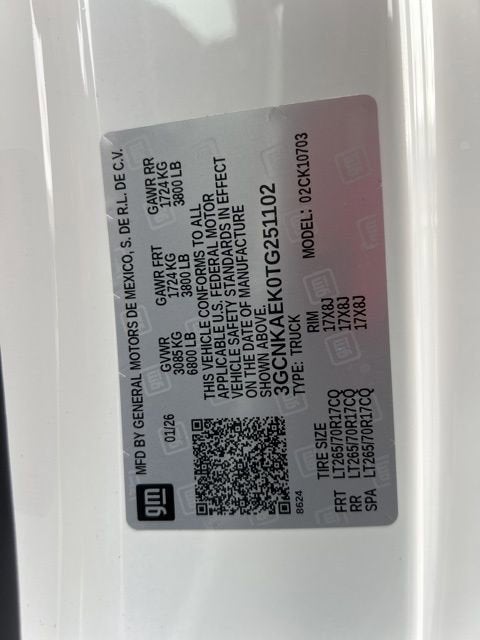 gm
MFD BY GENERAL MOTORS DE MEXICO, S. DE R.L. DE C.V.
01/26
GVWR GAWR FRT GAWR RR
3085 KG 1724 KG 1724 KG
6800 LB 3800 LB 3800 LB
THIS VEHICLE CONFORMS TO ALL
APPLICABLE U.S. FEDERAL MOTOR
VEHICLE SAFETY STANDARDS IN EFFECT
ON THE DATE OF MANUFACTURE
SHOWN ABOVE.
3GCNKAEK0TG251102
TYPE: TRUCK MODEL: 02CK10703
8624
TIRE SIZE RIM
FRT LT265/70R17CQ 17X8J
RR LT265/70R17CQ 17X8J
SPA LT265/70R17CQ 17X8J